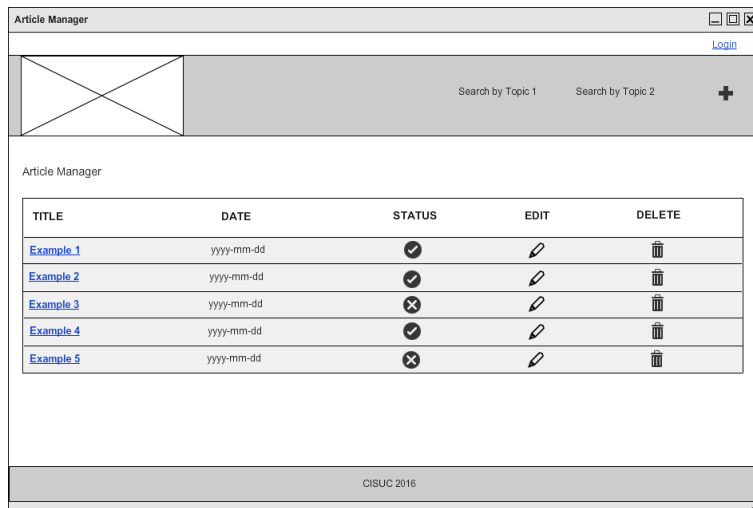 Article Manager
Login
Search by Topic 1 Search by Topic 2
Article Manager
TITLE DATE STATUS EDIT DELETE
Example 1 yyyy-mm-dd
Example 2 yyyy-mm-dd
Example 3 yyyy-mm-dd
Example 4 yyyy-mm-dd
Example 5 yyyy-mm-dd
CISUC 2016